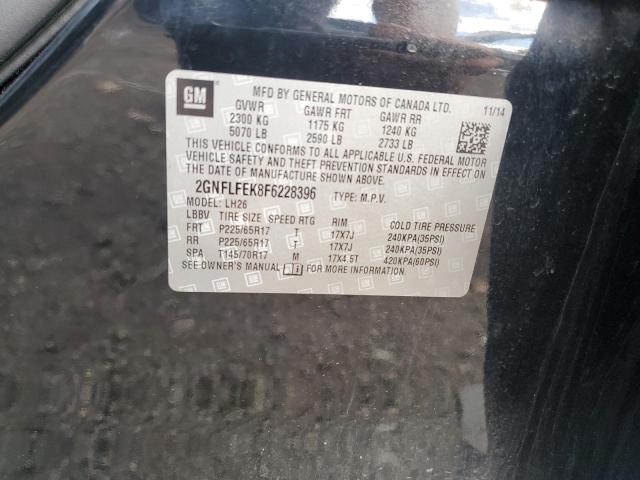 GM
MFD BY GENERAL MOTORS OF CANADA LTD.
11/14
GVWR GAWR FRT GAWR RR
2300 KG 1175 KG 1240 KG
5070 LB 2590 LB 2733 LB
THIS VEHICLE CONFORMS TO ALL APPLICABLE U.S. FEDERAL MOTOR
VEHICLE SAFETY AND THEFT PREVENTION STANDARDS IN EFFECT ON
THE DATE OF MANUFACTURE SHOWN ABOVE.
2GNFLFEK8F6228396 TYPE: M.P.V.
MODEL: LH26
LBBV TIRE SIZE SPEED RTG RIM COLD TIRE PRESSURE
FRT P225/65R17 T 17X7J 240KPA(35PSI)
RR P225/65R17 T 17X7J 240KPA(35PSI)
SPA T145/70R17 M 17X4.5T 420KPA(60PSI)
SEE OWNER'S MANUAL FOR MORE INFORMATION.